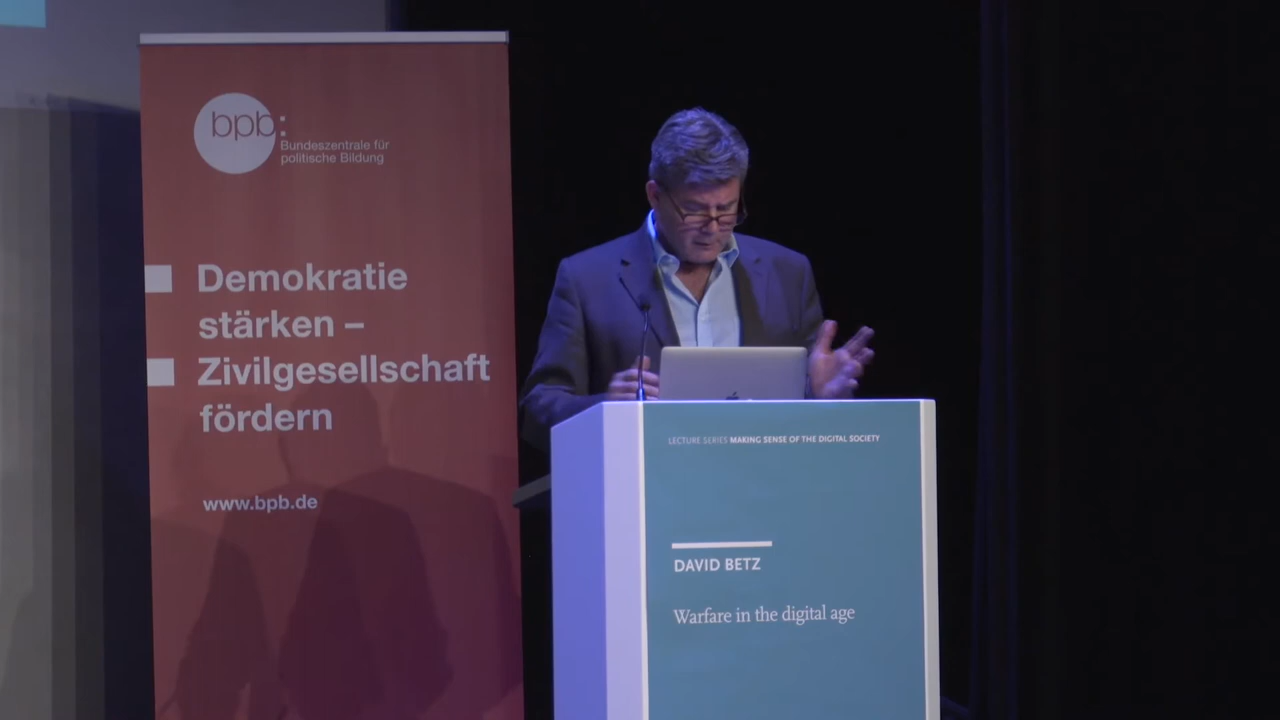 bpb:
Bundeszentrale für
politische Bildung
Demokratie
stärken –
Zivilgesellschaft
fördern
www.bpb.de
LECTURE SERIES MAKING SENSE OF THE DIGITAL SOCIETY
DAVID BETZ
Warfare in the digital age